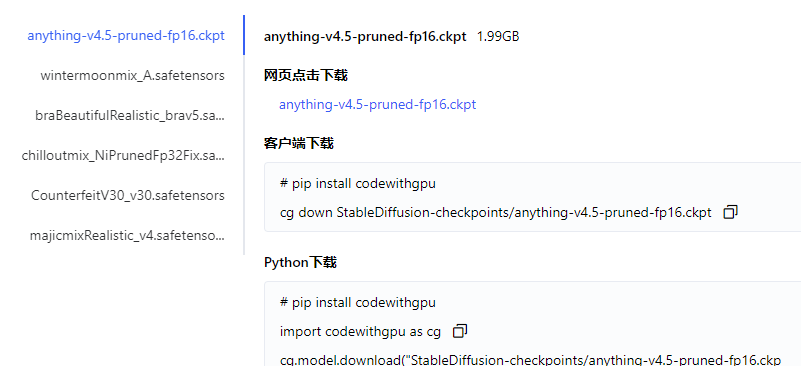 anything-v4.5-pruned-fp16.ckpt
wintermoonmix_A.safetensors
braBeautifulRealistic_brav5.sa...
chilloutmix_NiPrunedFp32Fix.sa...
CounterfeitV30_v30.safetensors
majicmixRealistic_v4.safetenso...
anything-v4.5-pruned-fp16.ckpt 1.99GB
网页点击下载
anything-v4.5-pruned-fp16.ckpt
客户端下载
# pip install codewithgpu
cg down StableDiffusion-checkpoints/anything-v4.5-pruned-fp16.ckpt
Python下载
# pip install codewithgpu
import codewithgpu as cg
cg.model.download("StableDiffusion-checkpoints/anything-v4.5-pruned-fp16.ckp